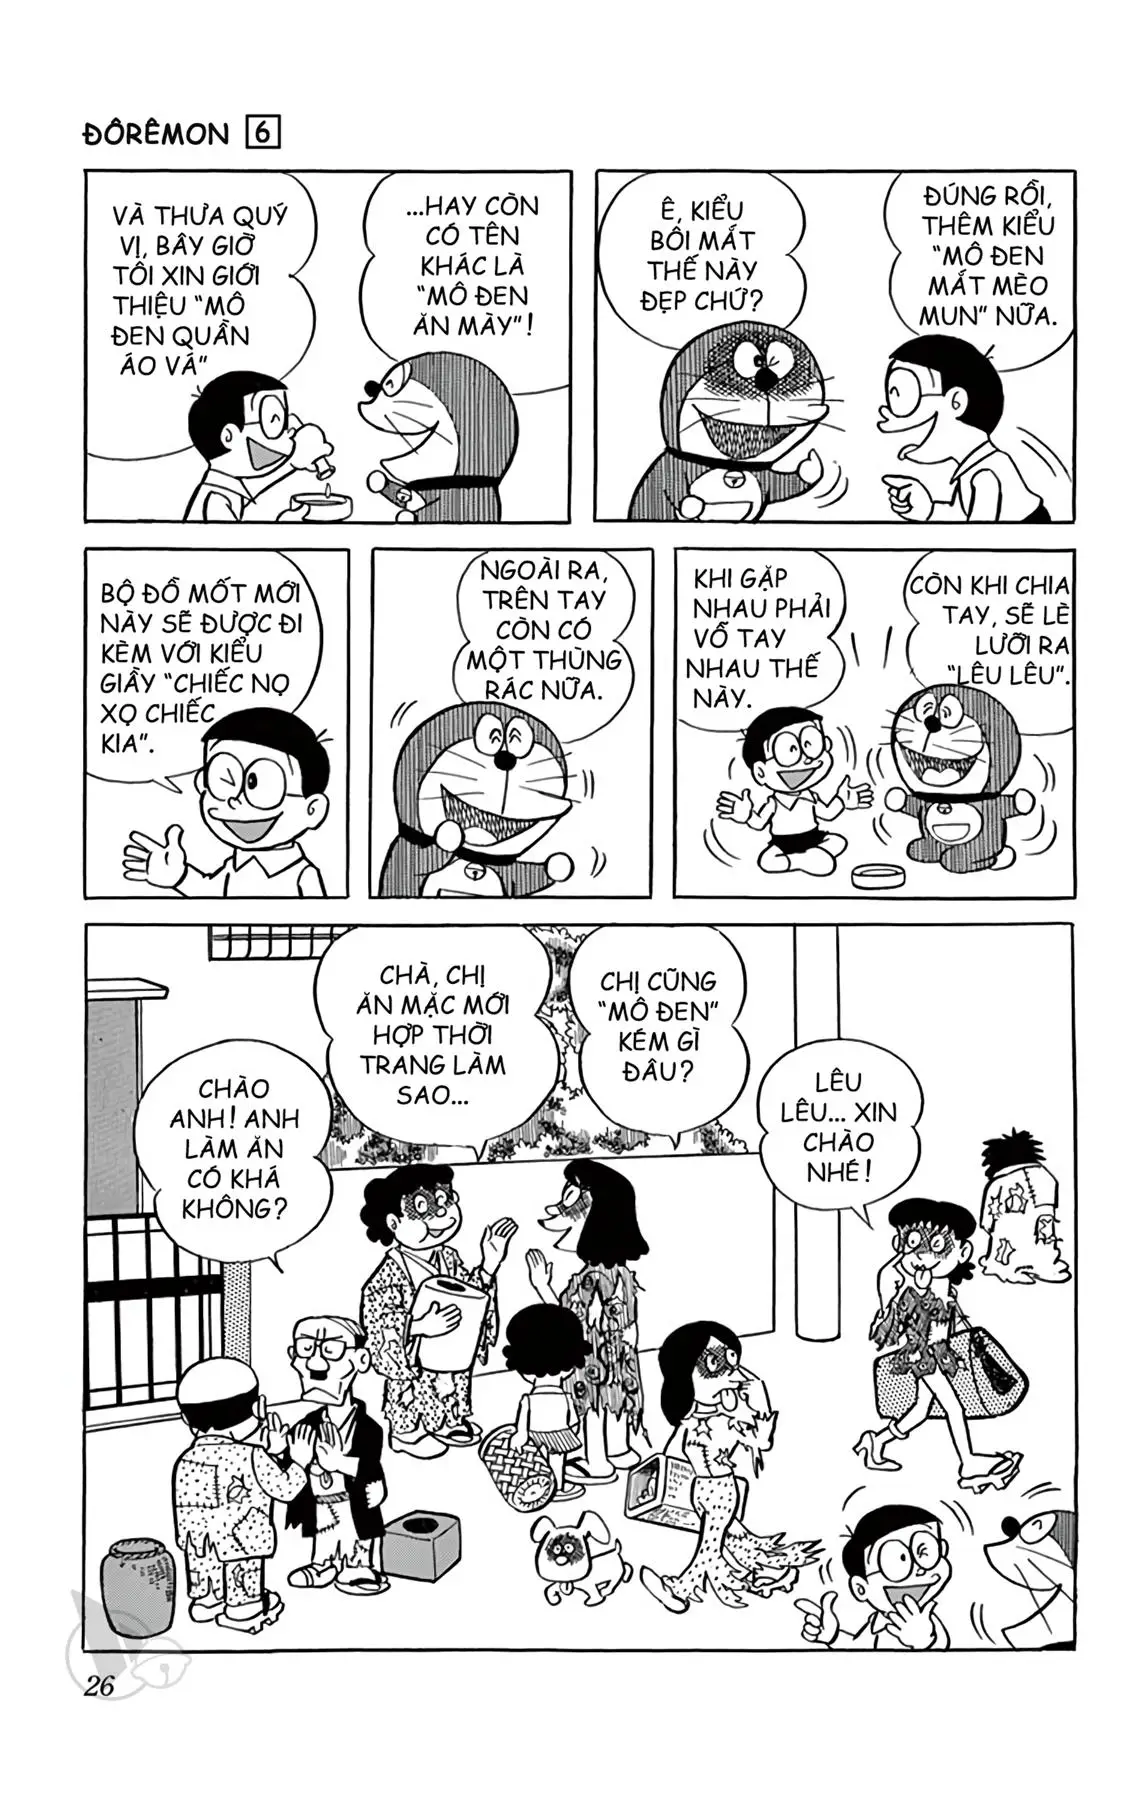 ĐÔRÊMON 6
VÀ THƯA QUÝ
VỊ, BÂY GIỜ
TÔI XIN GIỚI
THIỆU "MÔ
ĐEN QUẦN
ÁO VÁ"
...HAY CÒN
CÓ TÊN
KHÁC LÀ
"MÔ ĐEN
ĂN MÀY"!
Ê, KIỂU
BÔI MẮT
THẾ NÀY
ĐẸP CHỨ?
ĐÚNG RỒI,
THÊM KIỂU
"MÔ ĐEN
MẮT MÈO
MUN" NỮA.
BỘ ĐỒ MỐT MỚI
NÀY SẼ ĐƯỢC ĐI
KÈM VỚI KIỂU
GIẦY "CHIẾC NỌ
XỌ CHIẾC
KIA".
NGOÀI RA,
TRÊN TAY
CÒN CÓ
MỘT THÙNG
RÁC NỮA.
KHI GẶP
NHAU PHẢI
VỖ TAY
NHAU THẾ
NÀY.
CÒN KHI CHIA
TAY, SẼ LÈ
LƯỠI RA
"LÊU LÊU".
CHÀO
ANH! ANH
LÀM ĂN
CÓ KHÁ
KHÔNG?
CHÀ, CHỊ
ĂN MẶC MỚI
HỢP THỜI
TRANG LÀM
SAO...
CHỊ CŨNG
"MÔ ĐEN"
KÉM GÌ
ĐÂU?
LÊU
LÊU... XIN
CHÀO
NHÉ!
26